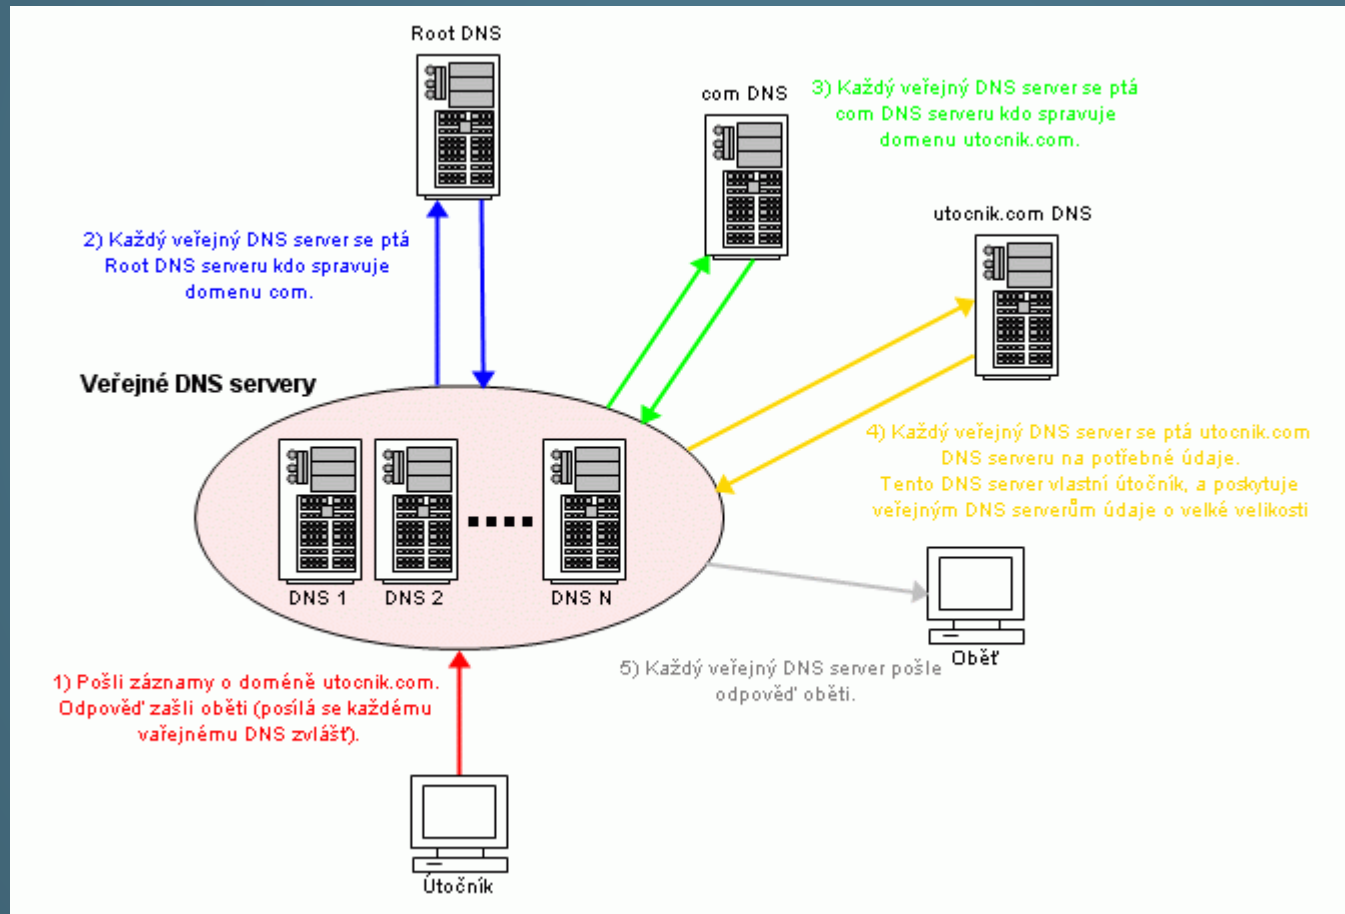 Root DNS
com DNS
3) Každý veřejný DNS server se ptá
com DNS serveru kdo spravuje
domenu utocnik.com.
utocnik.com DNS
2) Každý veřejný DNS server se ptá
Root DNS serveru kdo spravuje
domenu com.
Veřejné DNS servery
4) Každý veřejný DNS server se ptá utocnik.com
DNS serveru na potřebné údaje.
Tento DNS server vlastní útočník, a poskytuje
veřejným DNS serverům údaje o velké velikosti
DNS 1
DNS 2
DNS N
Oběť
5) Každý veřejný DNS server pošle
odpověď oběti.
1) Pošli záznamy o doméně utocnik.com.
Odpověď zašli oběti (posílá se každému
vařejnému DNS zvlášť).
Útočník